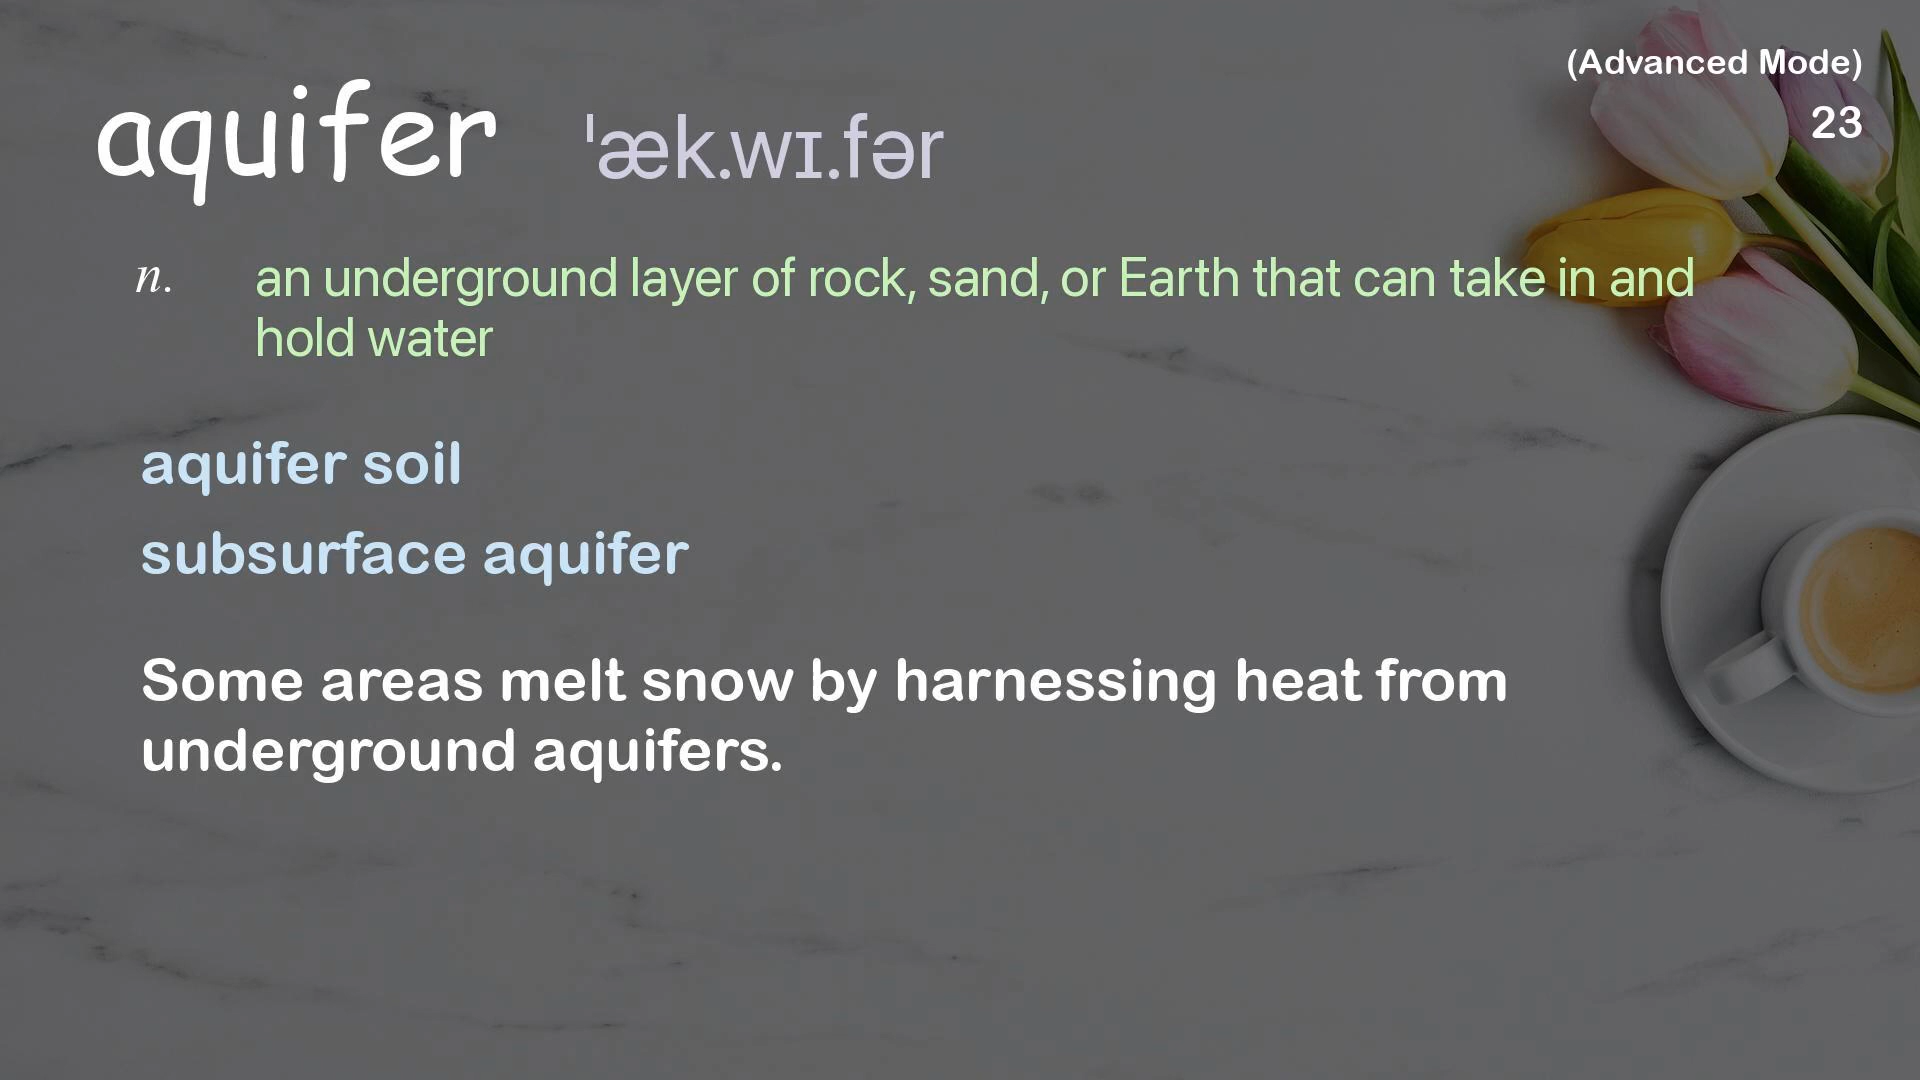 (Advanced Mode)
aquifer ˈæk.wɪ.fər
23
n. an underground layer of rock, sand, or Earth that can take in and
hold water
aquifer soil
subsurface aquifer
Some areas melt snow by harnessing heat from
underground aquifers.